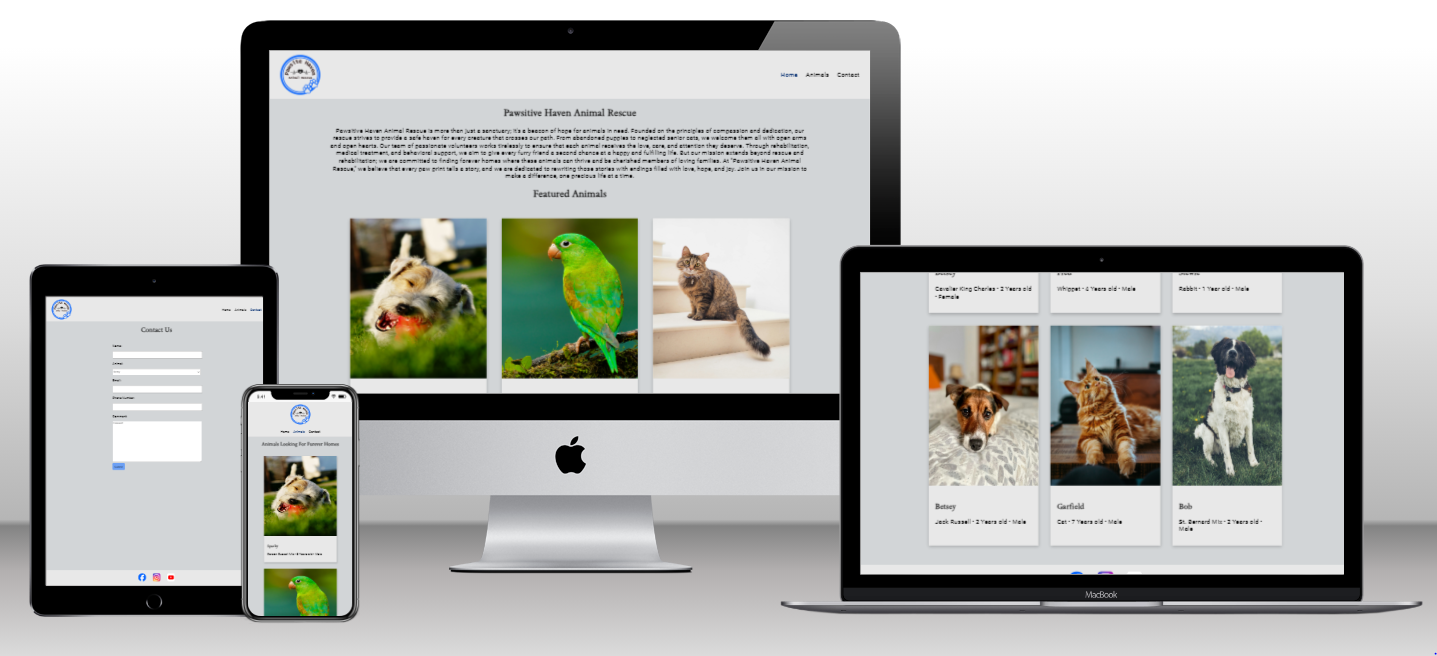 Home Animals Contact
Pawsitive Haven Animal Rescue
Pawsitive Haven Animal Rescue is more than just a sanctuary; it's a beacon of hope for animals in need. Founded on the principles of compassion and dedication, our
rescue strives to provide a safe haven for every creature that crosses our path. From abandoned puppies to neglected senior cats, we welcome them all with open arms
and open hearts. Our team of passionate volunteers works tirelessly to ensure that each animal receives the love, care, and attention they deserve. Through rehabilitation,
medical treatment, and behavioral support, we aim to give every furry friend a second chance at a happy and fulfilling life. But our mission extends beyond rescue and
rehabilitation; we are committed to finding forever homes where these animals can thrive and be cherished members of loving families. At "Pawsitive Haven Animal
Rescue," we believe that every paw print tells a story, and we are dedicated to rewriting those stories with endings filled with love, hope, and joy. Join us in our mission to
make a difference, one precious life at a time.
Featured Animals
Home Animals Contact
Contact Us
Name
Animal
Email
Phone Number
Comment
9:41
Home Animals Contact
Animals Looking For Forever Homes
Sparky
Cavalier King Charles - 2 Years old
- Female
Whippet - 4 Years old - Male
Rabbit - 1 Year old - Male
Betsey
Jack Russell - 2 Years old - Male
Garfield
Cat - 7 Years old - Male
Bob
St. Bernard Mix - 2 Years old -
Male
MacBook